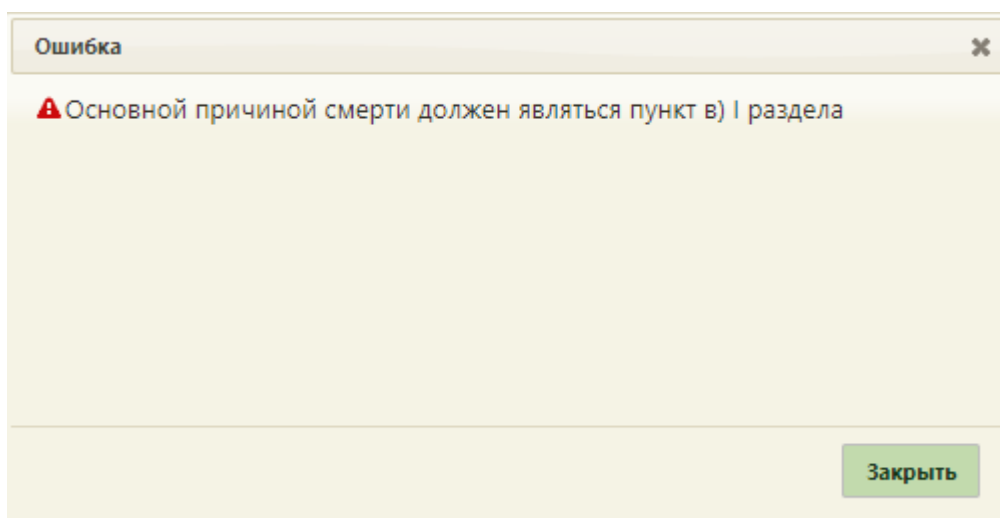 Ошибка
Основной причиной смерти должен являться пункт в) I раздела
Закрыть